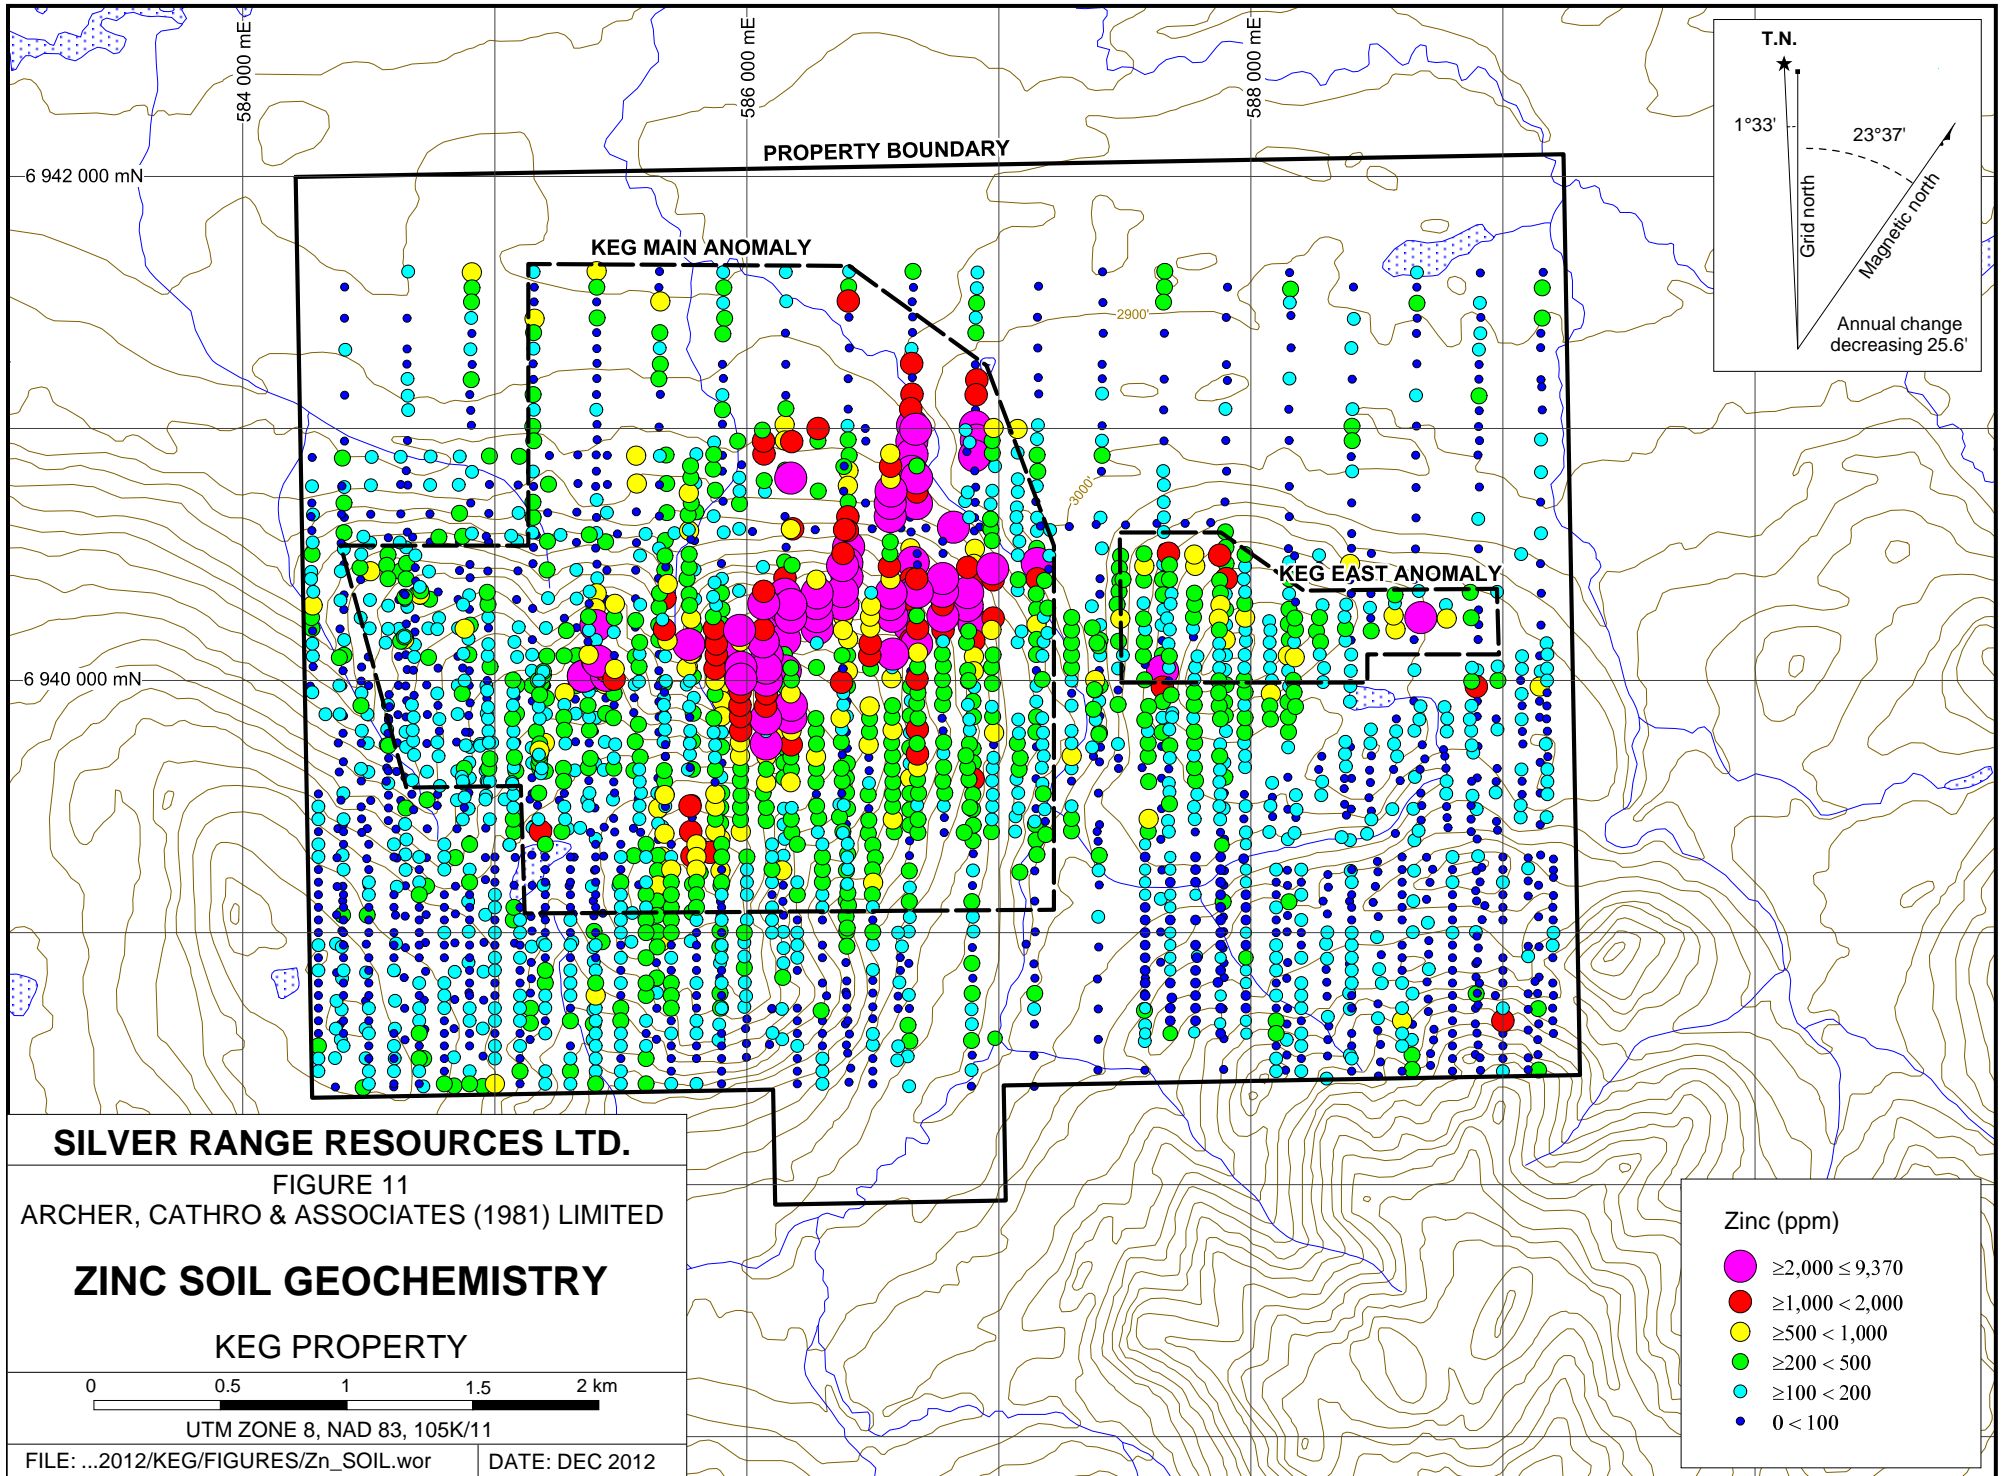 584 000 mE
586 000 mE
588 000 mE
T.N.
1°33'
23°37'
Grid north
Magnetic north
Annual change
decreasing 25.6'
PROPERTY BOUNDARY
6 942 000 mN
KEG MAIN ANOMALY
2900'
3000'
KEG EAST ANOMALY
6 940 000 mN
SILVER RANGE RESOURCES LTD.
FIGURE 11
ARCHER, CATHRO & ASSOCIATES (1981) LIMITED
ZINC SOIL GEOCHEMISTRY
KEG PROPERTY
0 0.5 1 1.5 2 km
UTM ZONE 8, NAD 83, 105K/11
FILE: ...2012/KEG/FIGURES/Zn_SOIL.wor
DATE: DEC 2012
Zinc (ppm)
≥2,000 ≤ 9,370
≥1,000 < 2,000
≥500 < 1,000
≥200 < 500
≥100 < 200
0 < 100